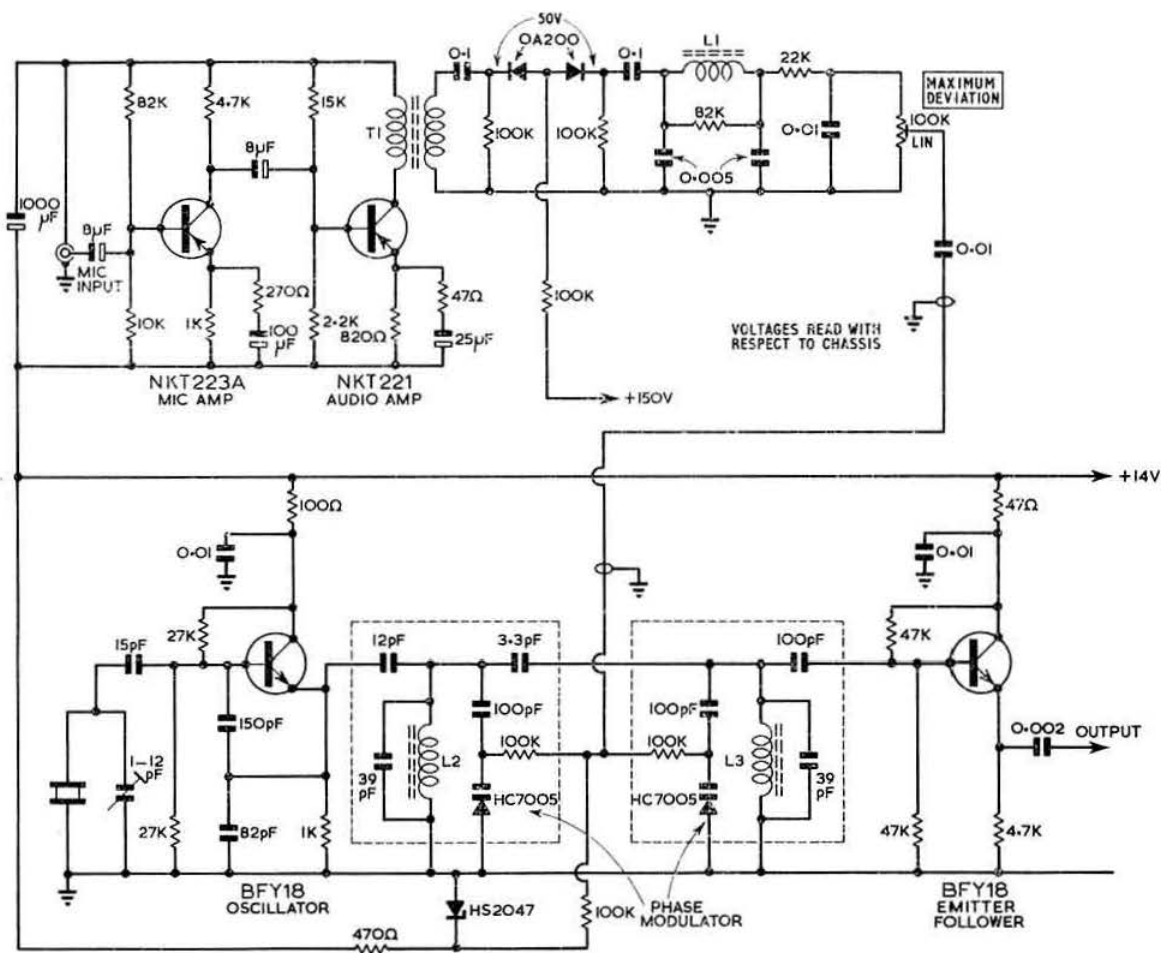 50V
OA200
0·1
0·1
L1
22K
MAXIMUM
DEVIATION
82K
4·7K
15K
T1
100K
100K
82K
0·01
100K
LIN
8µF
0·005
1000
µF
8µF
MIC
INPUT
0·01
270Ω
47Ω
100K
10K
1K
100
µF
2·2K
820Ω
25µF
VOLTAGES READ WITH
RESPECT TO CHASSIS
NKT223A
MIC AMP
NKT221
AUDIO AMP
+150V
+14V
100Ω
47Ω
0·01
0·01
27K
15pF
12pF
3·3pF
100pF
47K
150pF
100pF
100pF
0·002
OUTPUT
100K
100K
1-12
pF
39
pF
L2
L3
39
pF
HC7005
HC7005
27K
82pF
1K
47K
4·7K
BFY18
OSCILLATOR
HS2047
100K
PHASE
MODULATOR
BFY18
EMITTER
FOLLOWER
470Ω